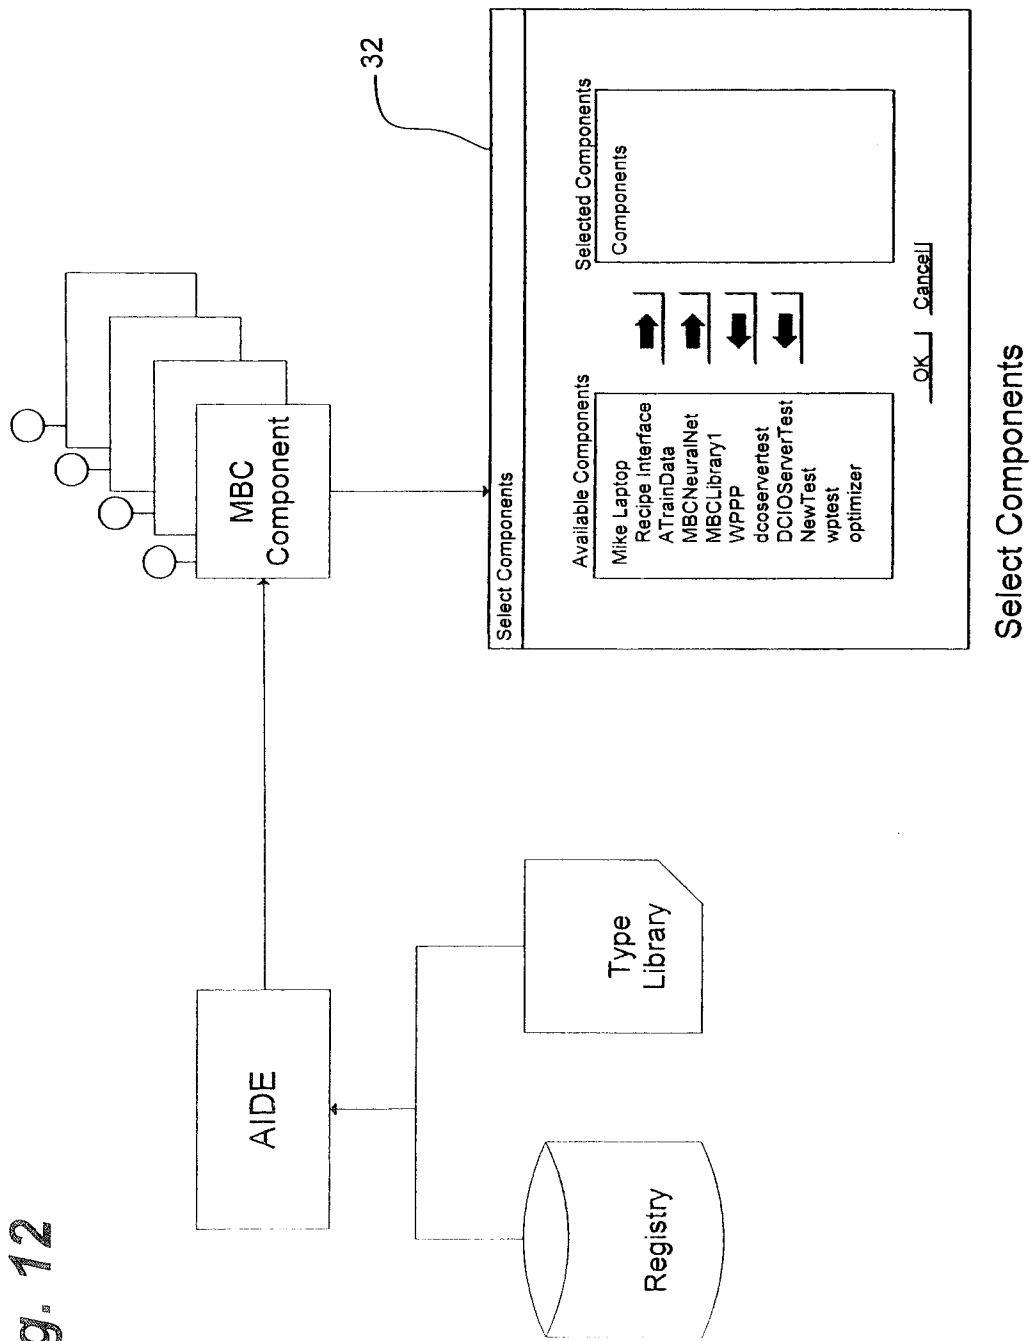 g. 12
AIDE
MBC
Component
Registry
Type
Library
32
Select Components
Available Components
Mike Laptop
Recipe Interface
ATrainData
MBCNeuralNet
MBCLibrary1
WPPP
dcoservertest
DCIOServerTest
NewTest
wptest
optimizer
Selected Components
Components
OK
Cancel
Select Components